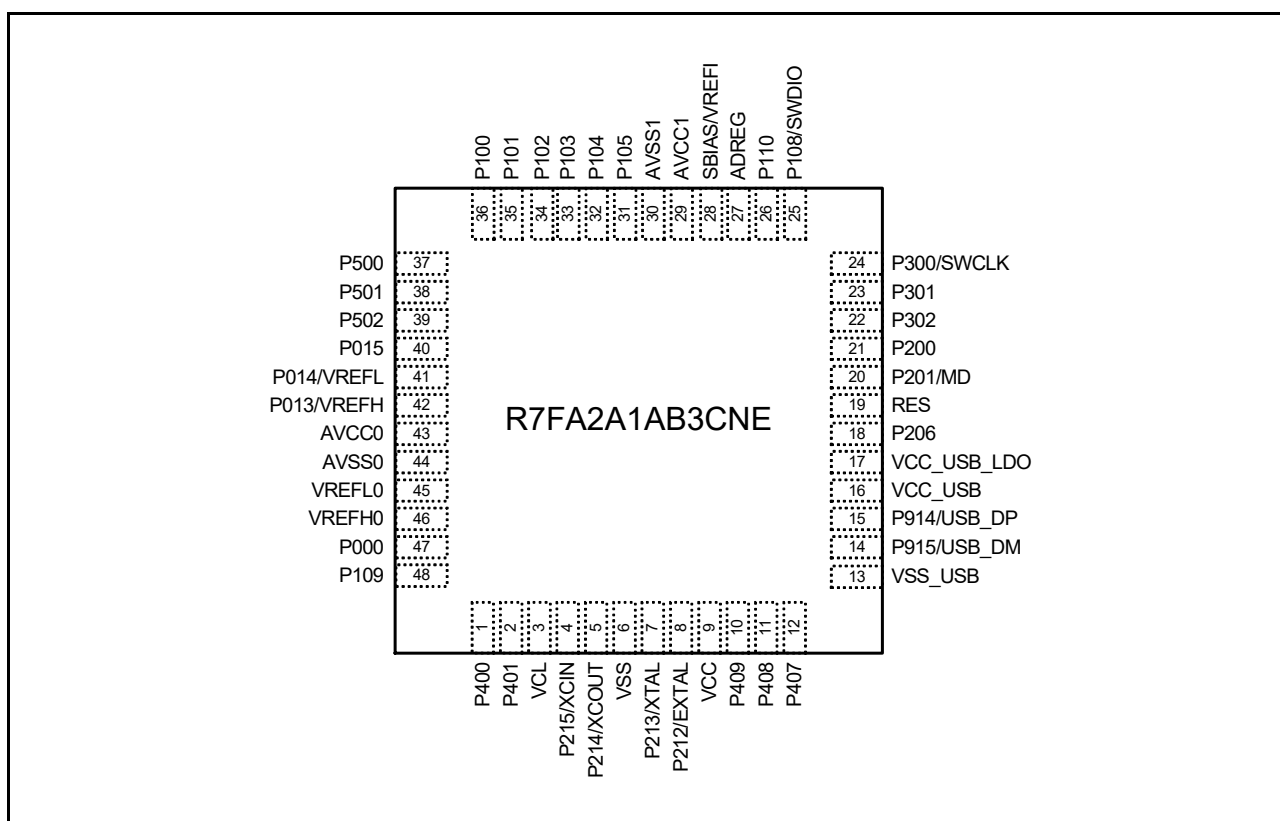 P100
P101
P102
P103
P104
P105
AVSS1
AVCC1
SBIAS/VREFI
ADREG
P110
P108/SWDIO
36
35
34
33
32
31
30
29
28
27
26
25
P500 37
P501 38
P502 39
P015 40
P014/VREFL 41
P013/VREFH 42
AVCC0 43
AVSS0 44
VREFL0 45
VREFH0 46
P000 47
P109 48
R7FA2A1AB3CNE
24 P300/SWCLK
23 P301
22 P302
21 P200
20 P201/MD
19 RES
18 P206
17 VCC_USB_LDO
16 VCC_USB
15 P914/USB_DP
14 P915/USB_DM
13 VSS_USB
1
2
3
4
5
6
7
8
9
10
11
12
P400
P401
VCL
P215/XCIN
P214/XCOUT
VSS
P213/XTAL
P212/EXTAL
VCC
P409
P408
P407